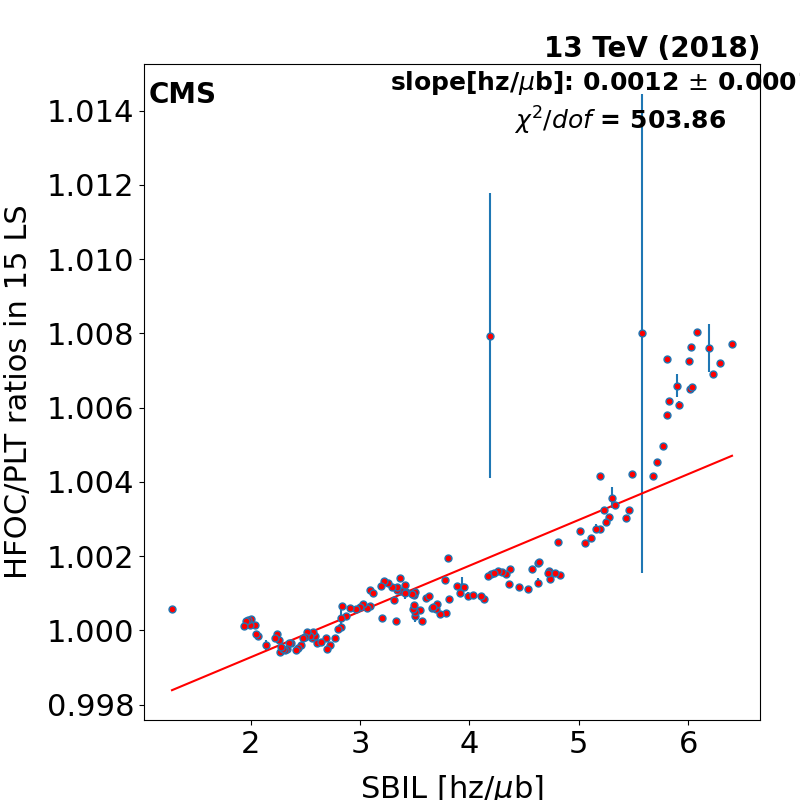 13 TeV (2018)
CMS
slope[hz/μb]: 0.0012 ± 0.000
χ²/dof = 503.86
HFOC/PLT ratios in 15 LS
1.014
1.012
1.010
1.008
1.006
1.004
1.002
1.000
0.998
2 3 4 5 6
SBIL [hz/μb]